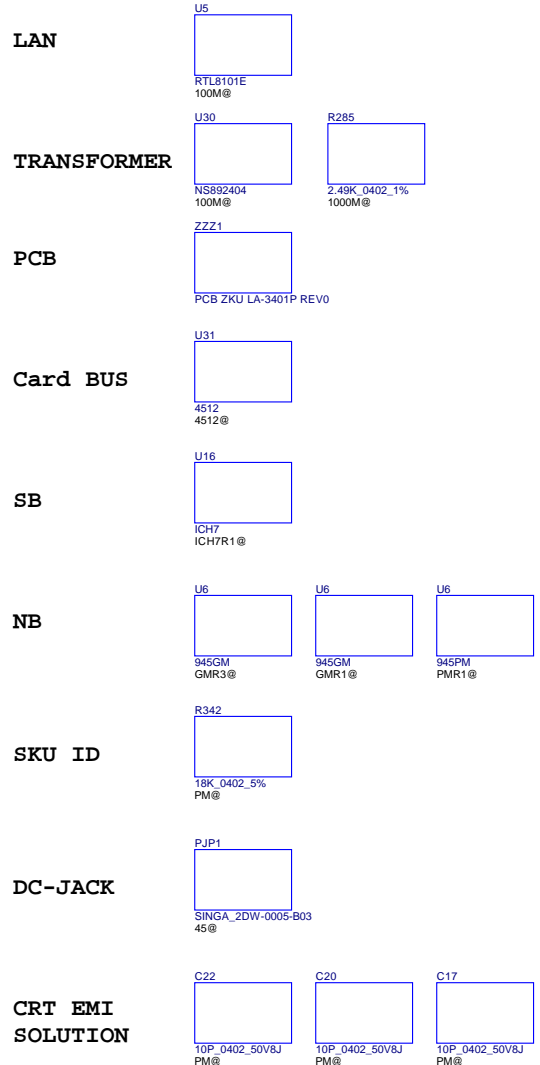 LAN
U5
RTL8101E
100M@
TRANSFORMER
U30
NS892404
100M@
R285
2.49K_0402_1%
1000M@
PCB
ZZZ1
PCB ZKU LA-3401P REV0
Card BUS
U31
4512
4512@
SB
U16
ICH7
ICH7R1@
NB
U6
945GM
GMR3@
U6
945GM
GMR1@
U6
945PM
PMR1@
SKU ID
R342
18K_0402_5%
PM@
DC-JACK
PJP1
SINGA_2DW-0005-B03
45@
CRT EMI
SOLUTION
C22
10P_0402_50V8J
PM@
C20
10P_0402_50V8J
PM@
C17
10P_0402_50V8J
PM@